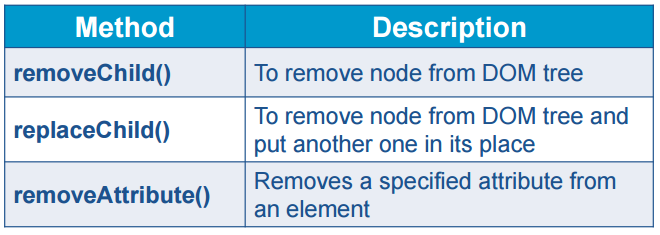 Method Description
removeChild() To remove node from DOM tree
replaceChild() To remove node from DOM tree and
put another one in its place
removeAttribute() Removes a specified attribute from
an element